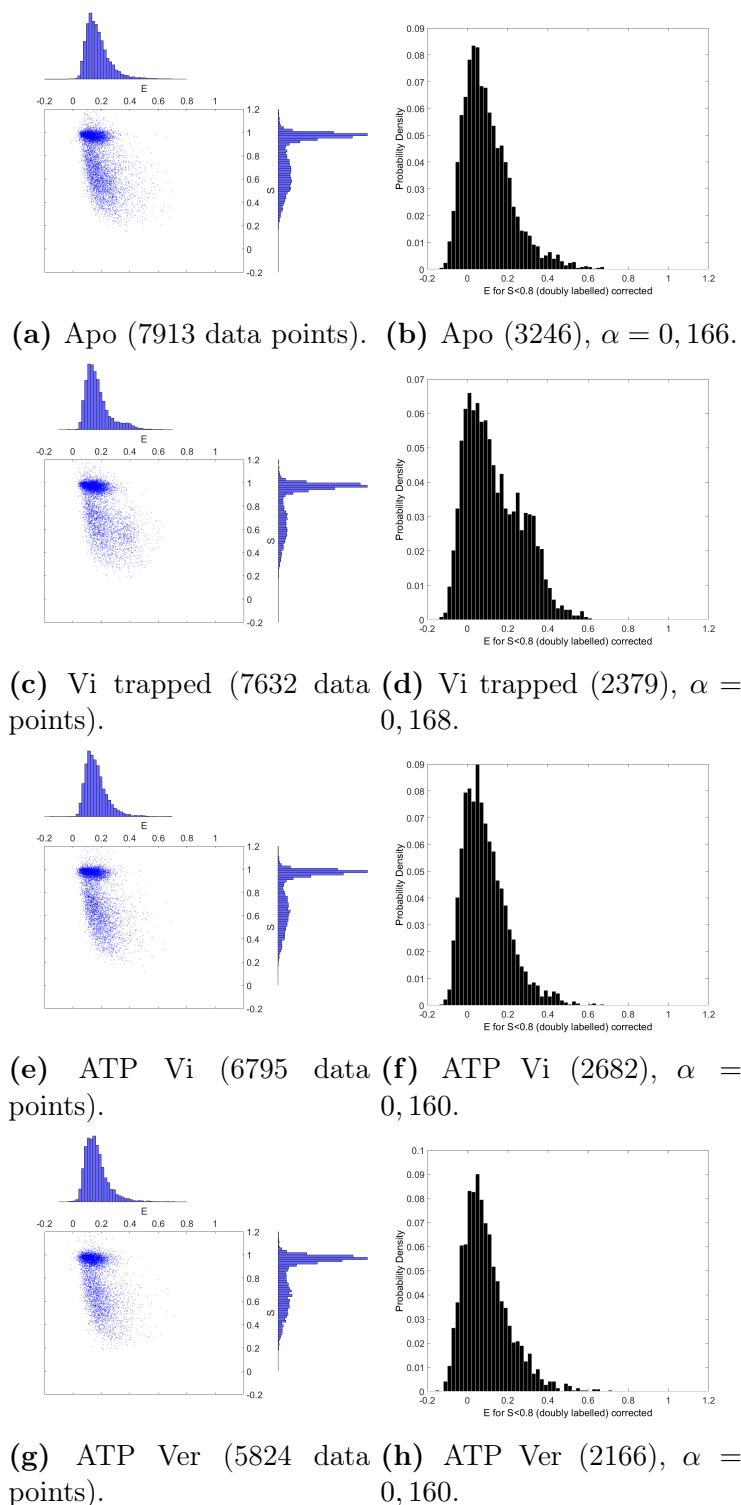 E
-0.2 0 0.2 0.4 0.6 0.8 1
1.2
1
0.8
0.6
S
0.4
0.2
0
-0.2
Probability Density
0.09
0.08
0.07
0.06
0.05
0.04
0.03
0.02
0.01
0
-0.2 0 0.2 0.4 0.6 0.8 1 1.2
E for S<0.8 (doubly labelled) corrected
(a) Apo (7913 data points).
(b) Apo (3246), α = 0, 166.
E
-0.2 0 0.2 0.4 0.6 0.8 1
1.2
1
0.8
0.6
S
0.4
0.2
0
-0.2
Probability Density
0.07
0.06
0.05
0.04
0.03
0.02
0.01
0
-0.2 0 0.2 0.4 0.6 0.8 1 1.2
E for S<0.8 (doubly labelled) corrected
(c) Vi trapped (7632 data
points).
(d) Vi trapped (2379), α =
0, 168.
E
-0.2 0 0.2 0.4 0.6 0.8 1
1.2
1
0.8
0.6
S
0.4
0.2
0
-0.2
Probability Density
0.09
0.08
0.07
0.06
0.05
0.04
0.03
0.02
0.01
0
-0.2 0 0.2 0.4 0.6 0.8 1 1.2
E for S<0.8 (doubly labelled) corrected
(e) ATP Vi (6795 data
points).
(f) ATP Vi (2682), α =
0, 160.
E
-0.2 0 0.2 0.4 0.6 0.8 1
1.2
1
0.8
0.6
S
0.4
0.2
0
-0.2
Probability Density
0.1
0.09
0.08
0.07
0.06
0.05
0.04
0.03
0.02
0.01
0
-0.2 0 0.2 0.4 0.6 0.8 1 1.2
E for S<0.8 (doubly labelled) corrected
(g) ATP Ver (5824 data
points).
(h) ATP Ver (2166), α =
0, 160.